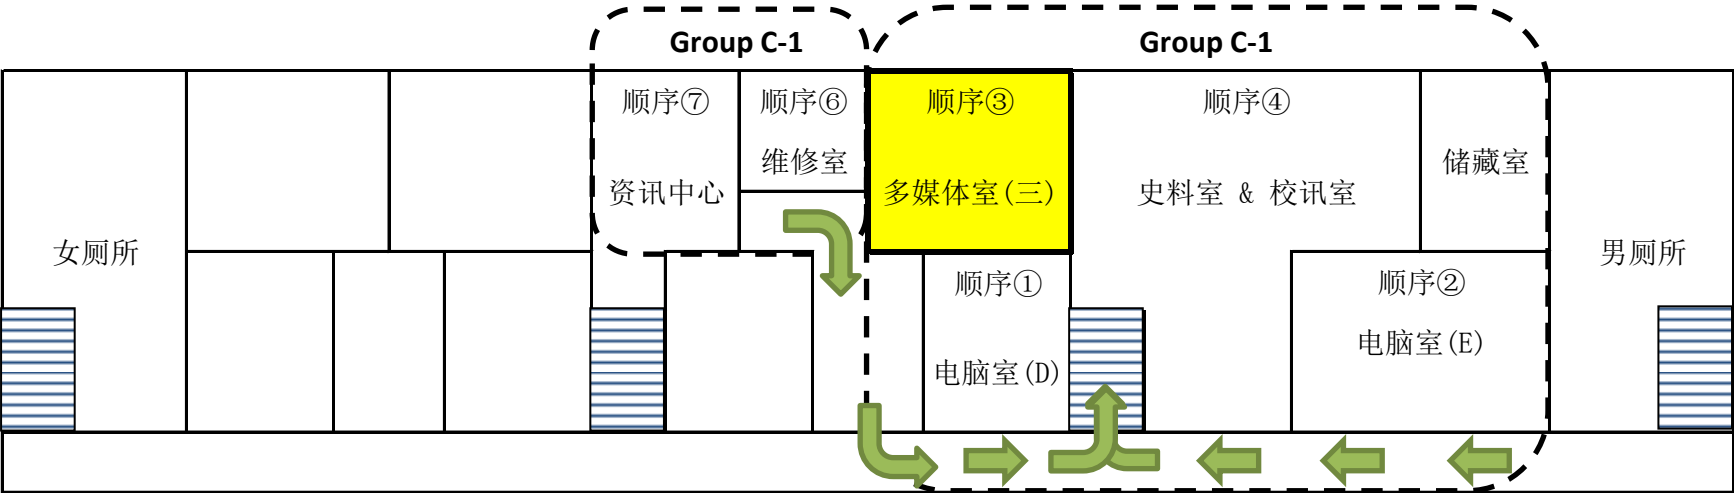 Group C-1
Group C-1
顺序⑦
顺序⑥
顺序③
顺序④
维修室
储藏室
资讯中心
多媒体室(三)
史料室 & 校讯室
女厕所
男厕所
顺序①
顺序②
电脑室(E)
电脑室(D)